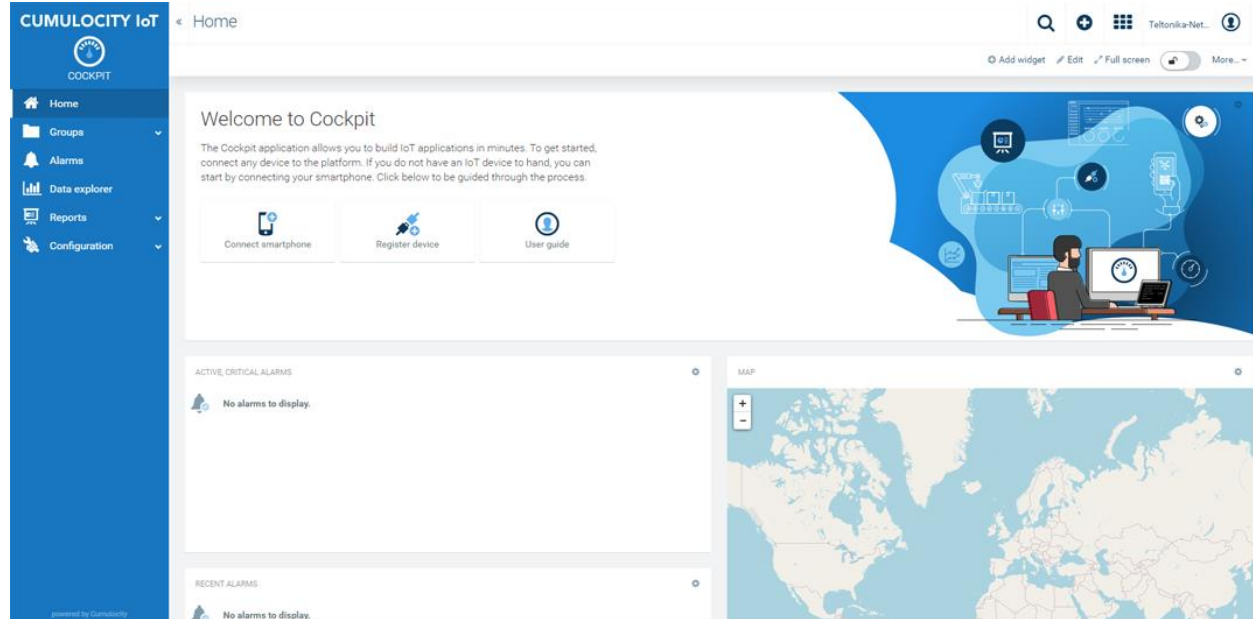 CUMULOCITY IoT
COCKPIT
Home
Groups
Alarms
Data explorer
Reports
Configuration
powered by Cumulocity
« Home
Teltonika-Net...
Add widget Edit Full screen More...
Welcome to Cockpit
The Cockpit application allows you to build IoT applications in minutes. To get started,
connect any device to the platform. If you do not have an IoT device to hand, you can
start by connecting your smartphone. Click below to be guided through the process.
Connect smartphone
Register device
User guide
ACTIVE, CRITICAL ALARMS
No alarms to display.
MAP
+
-
RECENT ALARMS
No alarms to display.